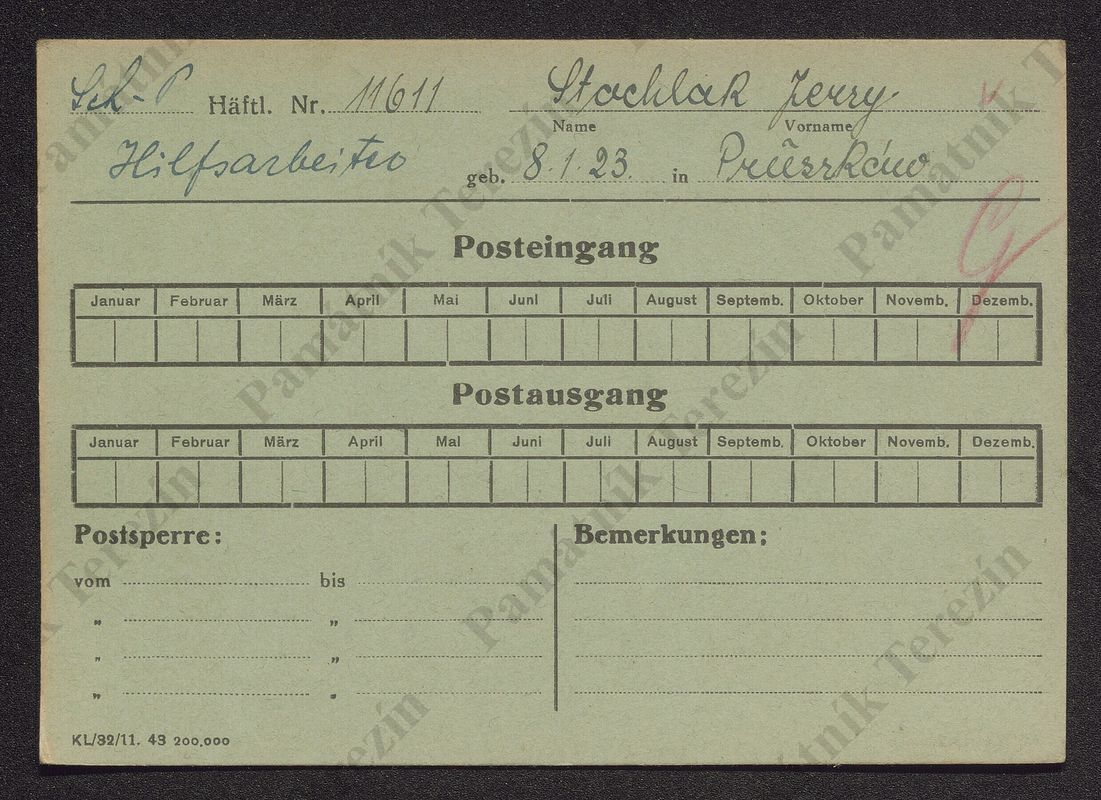 Sch-P Häftl. Nr. 11611 Stochlak Jerzy
Name Vorname
Hilfsarbeiter geb. 8.1.23. in Prüszków
Posteingang
Januar Februar März April Mai Juni Juli August Septemb. Oktober Novemb. Dezemb.
Postausgang
Januar Februar März April Mai Juni Juli August Septemb. Oktober Novemb. Dezemb.
Postsperre: Bemerkungen:
vom bis
" "
" "
" "
KL/32/11. 43 200,000
Památník Terezín